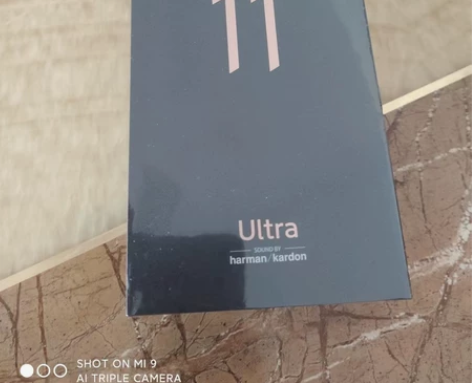 11
Ultra
SOUND BY
harman/kardon
SHOT ON MI 9
AI TRIPLE CAMERA